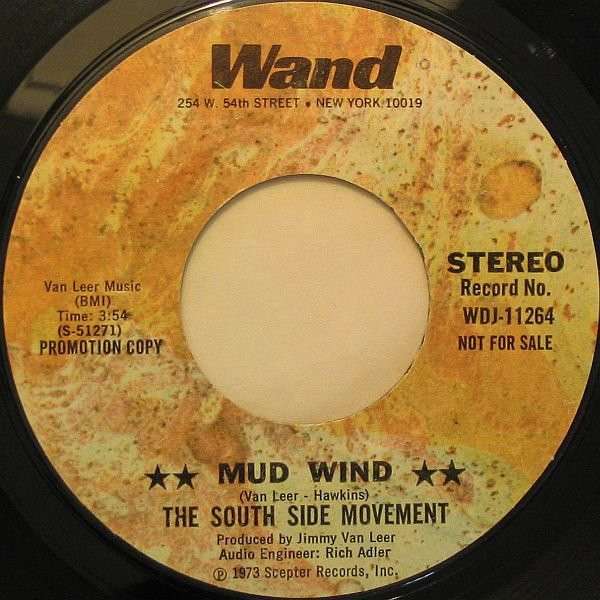 Wand
254 W. 54th STREET • NEW YORK 10019
Van Leer Music
(BMI)
Time: 3:54
(S-51271)
PROMOTION COPY
STEREO
Record No.
WDJ-11264
NOT FOR SALE
★★ MUD WIND ★★
(Van Leer - Hawkins)
THE SOUTH SIDE MOVEMENT
Produced by Jimmy Van Leer
Audio Engineer: Rich Adler
℗ 1973 Scepter Records, Inc.